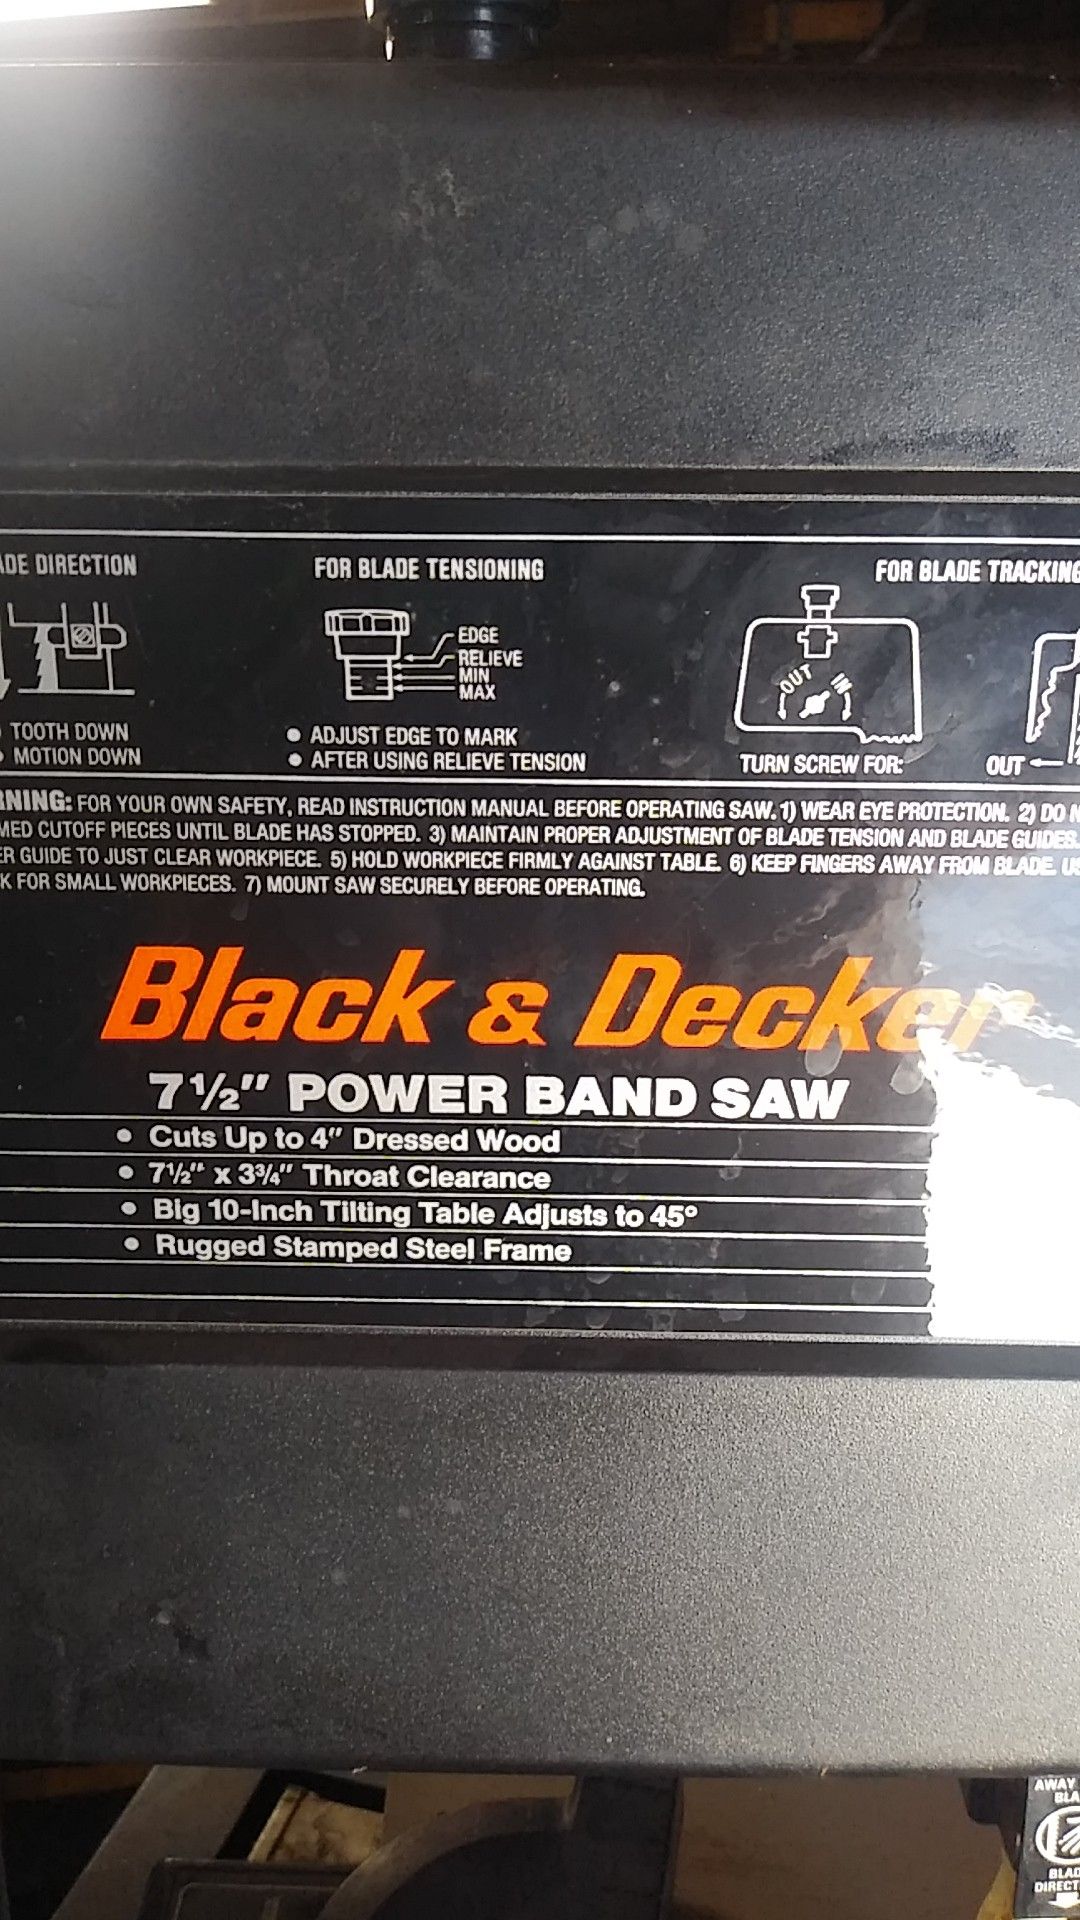 DE DIRECTION
TOOTH DOWN
MOTION DOWN
FOR BLADE TENSIONING
EDGE
RELIEVE
MIN
MAX
● ADJUST EDGE TO MARK
● AFTER USING RELIEVE TENSION
FOR BLADE TRACKING
OUT IN
TURN SCREW FOR:
OUT
NING: FOR YOUR OWN SAFETY, READ INSTRUCTION MANUAL BEFORE OPERATING SAW. 1) WEAR EYE PROTECTION. 2) DO N
MED CUTOFF PIECES UNTIL BLADE HAS STOPPED. 3) MAINTAIN PROPER ADJUSTMENT OF BLADE TENSION AND BLADE GUIDES.
R GUIDE TO JUST CLEAR WORKPIECE. 5) HOLD WORKPIECE FIRMLY AGAINST TABLE. 6) KEEP FINGERS AWAY FROM BLADE. US
K FOR SMALL WORKPIECES. 7) MOUNT SAW SECURELY BEFORE OPERATING.
Black & Decker
7½" POWER BAND SAW
• Cuts Up to 4" Dressed Wood
• 7½" x 3¾" Throat Clearance
• Big 10-Inch Tilting Table Adjusts to 45°
• Rugged Stamped Steel Frame
AWAY
BLA
BLAD
DIRECT